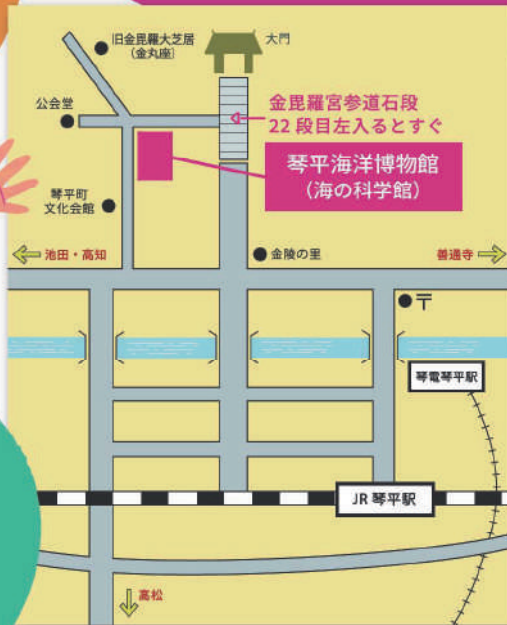 旧金毘羅大芝居
（金丸座）
大門
公会堂
金毘羅宮参道石段
22段目左入るとすぐ
琴平海洋博物館
（海の科学館）
琴平町
文化会館
池田・高知
金陵の里
善通寺
〒
琴電琴平駅
JR 琴平駅
高松